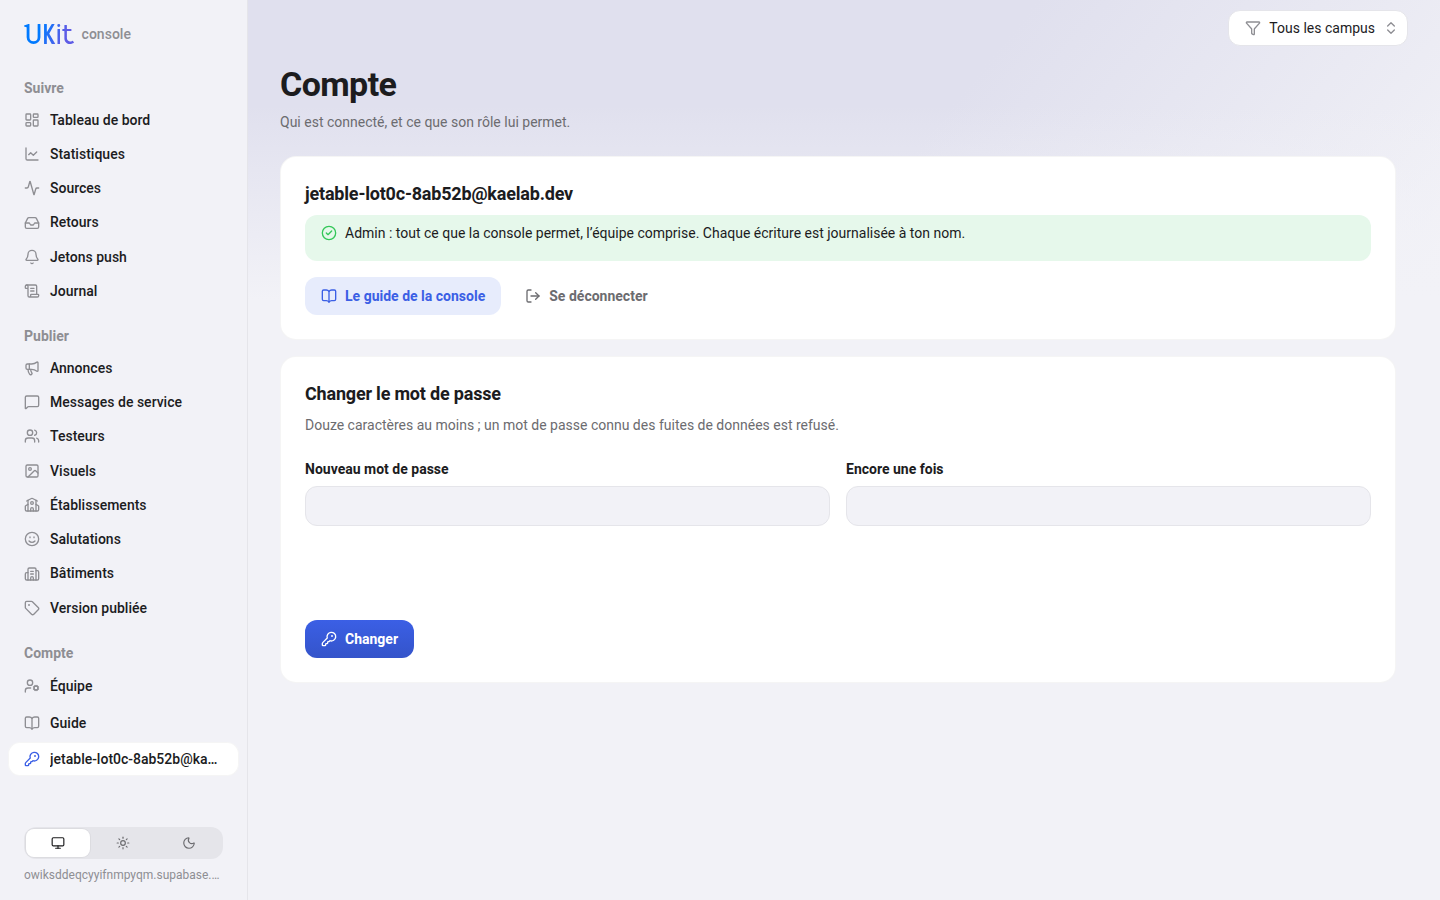 UKit console
Tous les campus
Suivre
Tableau de bord
Statistiques
Sources
Retours
Jetons push
Journal
Publier
Annonces
Messages de service
Testeurs
Visuels
Établissements
Salutations
Bâtiments
Version publiée
Compte
Équipe
Guide
jetable-lot0c-8ab52b@ka...
owiksddeqcyyifnmpyqm.supabase....
Compte
Qui est connecté, et ce que son rôle lui permet.
jetable-lot0c-8ab52b@kaelab.dev
Admin : tout ce que la console permet, l’équipe comprise. Chaque écriture est journalisée à ton nom.
Le guide de la console
Se déconnecter
Changer le mot de passe
Douze caractères au moins ; un mot de passe connu des fuites de données est refusé.
Nouveau mot de passe
Encore une fois
Changer